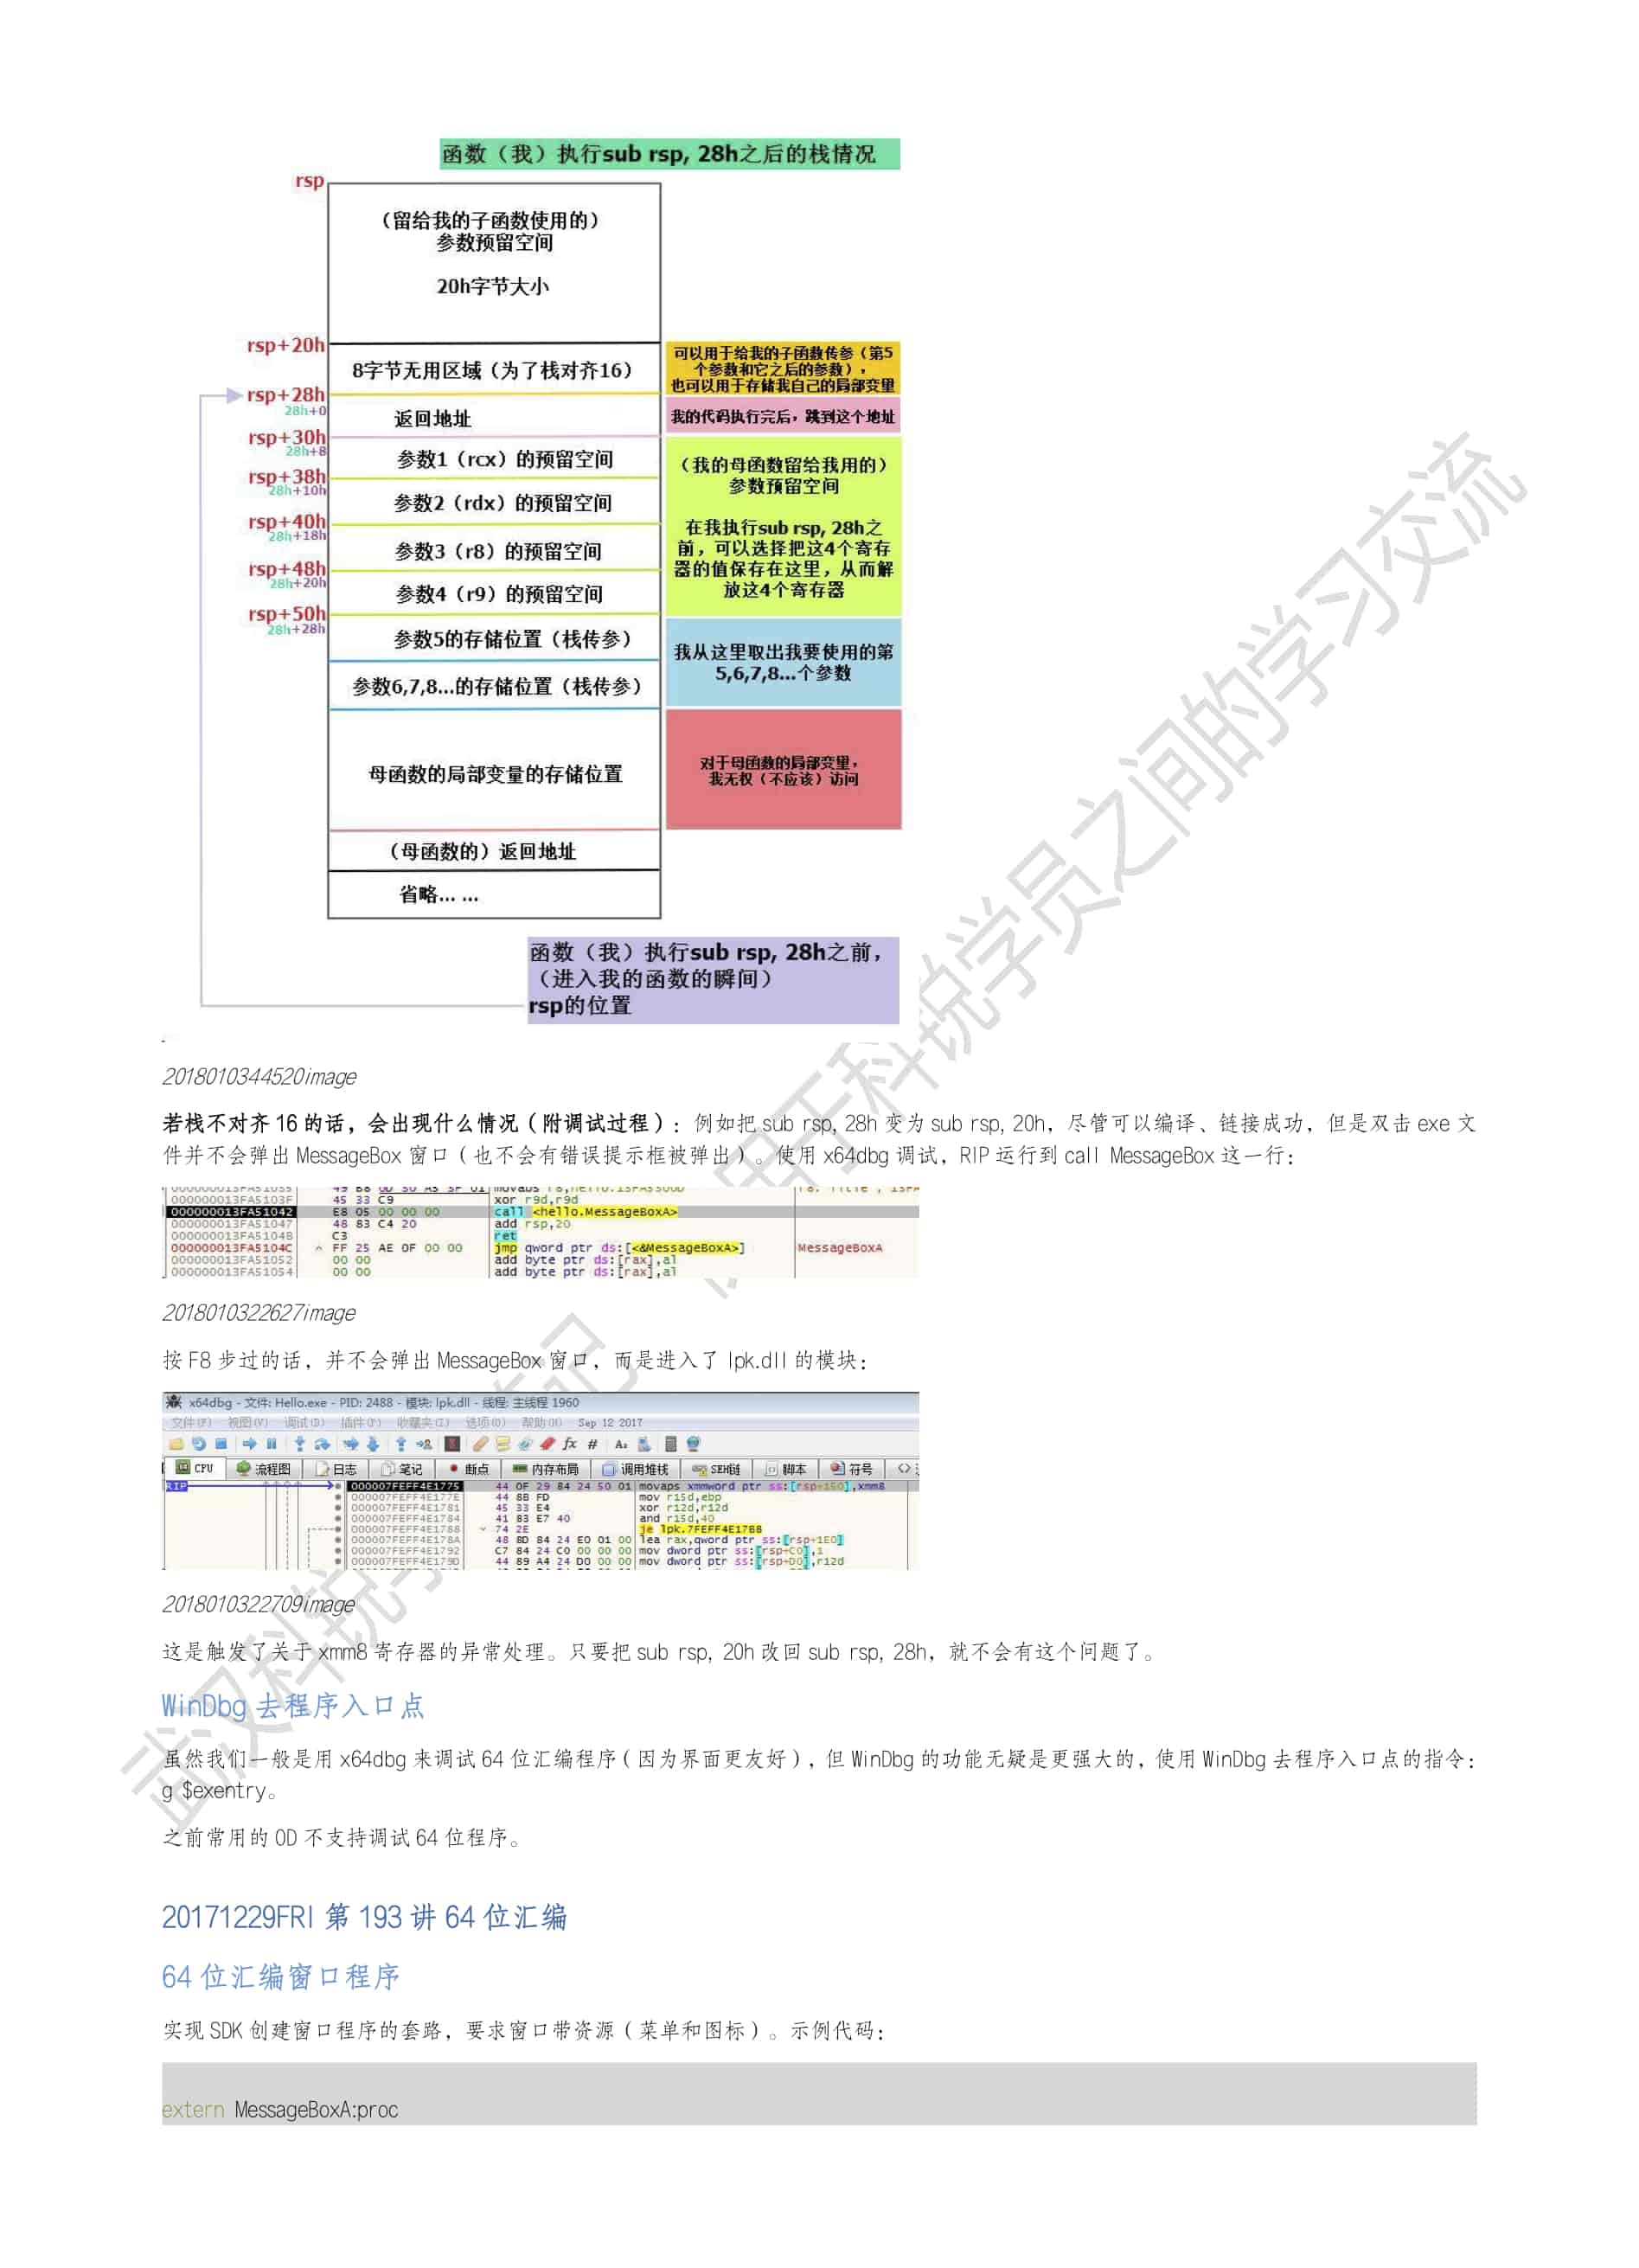 函数（我）执行sub rsp, 28h之后的栈情况
rsp
（留给我的子函数使用的）
参数预留空间
20h字节大小
rsp+20h
8字节无用区域（为了栈对齐16）
可以用于给我的子函数传参（第5
个参数和它之后的参数），
也可以用于存储我自己的局部变量
rsp+28h
28h+0
返回地址
我的代码执行完后，跳到这个地址
rsp+30h
28h+8
参数1（rcx）的预留空间
rsp+38h
28h+10h
参数2（rdx）的预留空间
rsp+40h
28h+18h
参数3（r8）的预留空间
rsp+48h
28h+20h
参数4（r9）的预留空间
rsp+50h
28h+28h
（我的母函数留给我用的）
参数预留空间
在我执行sub rsp, 28h之
前，可以选择把这4个寄存
器的值保存在这里，从而解
放这4个寄存器
参数5的存储位置（栈传参）
参数6,7,8...的存储位置（栈传参）
我从这里取出我要使用的第
5,6,7,8...个参数
母函数的局部变量的存储位置
对于母函数的局部变量，
我无权（不应该）访问
（母函数的）返回地址
省略... ...
函数（我）执行sub rsp, 28h之前，
（进入我的函数的瞬间）
rsp的位置
2018010344520image
若栈不对齐 16 的话，会出现什么情况（附调试过程）：例如把 sub rsp, 28h 变为 sub rsp, 20h，尽管可以编译、链接成功，但是双击 exe 文
件并不会弹出 MessageBox 窗口（也不会有错误提示框被弹出）。使用 x64dbg 调试，RIP 运行到 call MessageBox 这一行：
000000013FA5103F 45 33 C9 xor r9d,r9d
000000013FA51042 E8 05 00 00 00 call <hello.MessageBoxA>
000000013FA51047 48 83 C4 20 add rsp,20
000000013FA5104B C3 ret
000000013FA5104C FF 25 AE 0F 00 00 jmp qword ptr ds:[<&MessageBoxA>] MessageBoxA
000000013FA51052 00 00 add byte ptr ds:[rax],al
000000013FA51054 00 00 add byte ptr ds:[rax],al
2018010322627image
按 F8 步过的话，并不会弹出 MessageBox 窗口，而是进入了 lpk.dll 的模块：
x64dbg - 文件: Hello.exe - PID: 2488 - 模块: lpk.dll - 线程: 主线程 1960
文件(F) 视图(V) 调试(D) 插件(P) 收藏夹(I) 选项(O) 帮助(H) Sep 12 2017
CPU 流程图 日志 笔记 断点 内存布局 调用堆栈 SEH链 脚本 符号
RIP 000007FEFF4E1775 44 0F 29 84 24 50 01 movaps xmmword ptr ss:[rsp+150],xmm8
000007FEFF4E177E 44 8B FD mov r15d,ebp
000007FEFF4E1781 45 33 E4 xor r12d,r12d
000007FEFF4E1784 41 83 E7 40 and r15d,40
000007FEFF4E1788 74 2E je lpk.7FEFF4E17B8
000007FEFF4E178A 48 8D 84 24 E0 01 00 lea rax,qword ptr ss:[rsp+1E0]
000007FEFF4E1792 C7 84 24 C0 00 00 00 mov dword ptr ss:[rsp+C0],1
000007FEFF4E179D 44 89 A4 24 D0 00 00 mov dword ptr ss:[rsp+D0],r12d
2018010322709image
这是触发了关于 xmm8 寄存器的异常处理。只要把 sub rsp, 20h 改回 sub rsp, 28h，就不会有这个问题了。
WinDbg 去程序入口点
虽然我们一般是用 x64dbg 来调试 64 位汇编程序（因为界面更友好），但 WinDbg 的功能无疑是更强大的，使用 WinDbg 去程序入口点的指令：
g $exentry。
之前常用的 OD 不支持调试 64 位程序。
20171229FRI 第 193 讲 64 位汇编
64 位汇编窗口程序
实现 SDK 创建窗口程序的套路，要求窗口带资源（菜单和图标）。示例代码：
extern MessageBoxA:proc